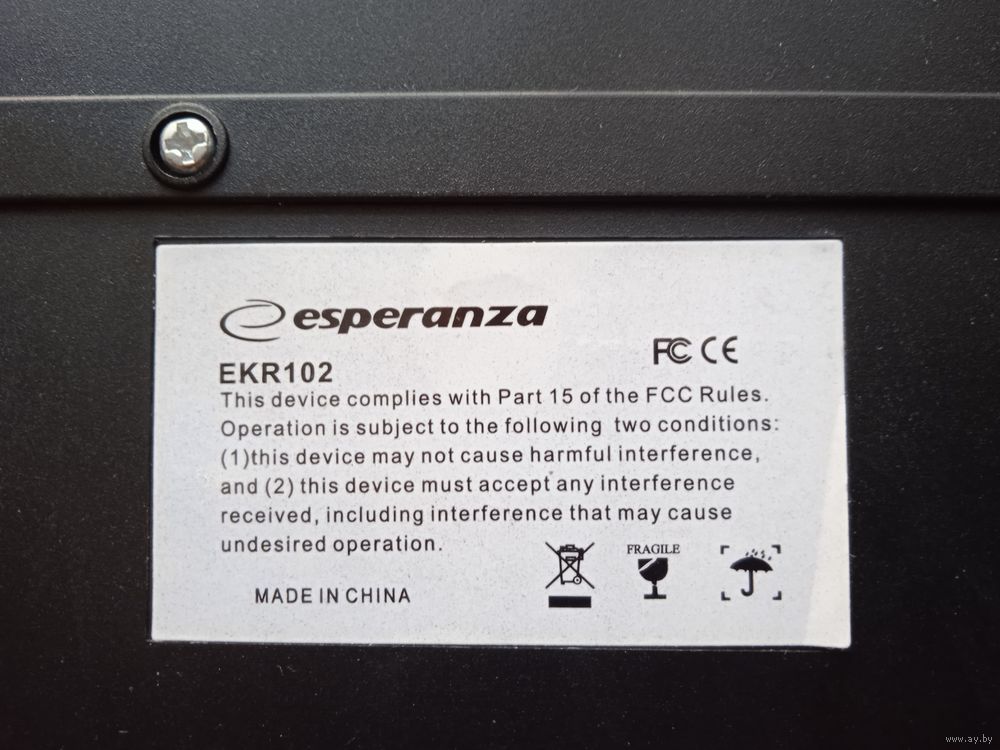 esperanza
FC CE
EKR102
This device complies with Part 15 of the FCC Rules.
Operation is subject to the following two conditions:
(1)this device may not cause harmful interference,
and (2) this device must accept any interference
received, including interference that may cause
undesired operation.
FRAGILE
MADE IN CHINA
www.ay.by